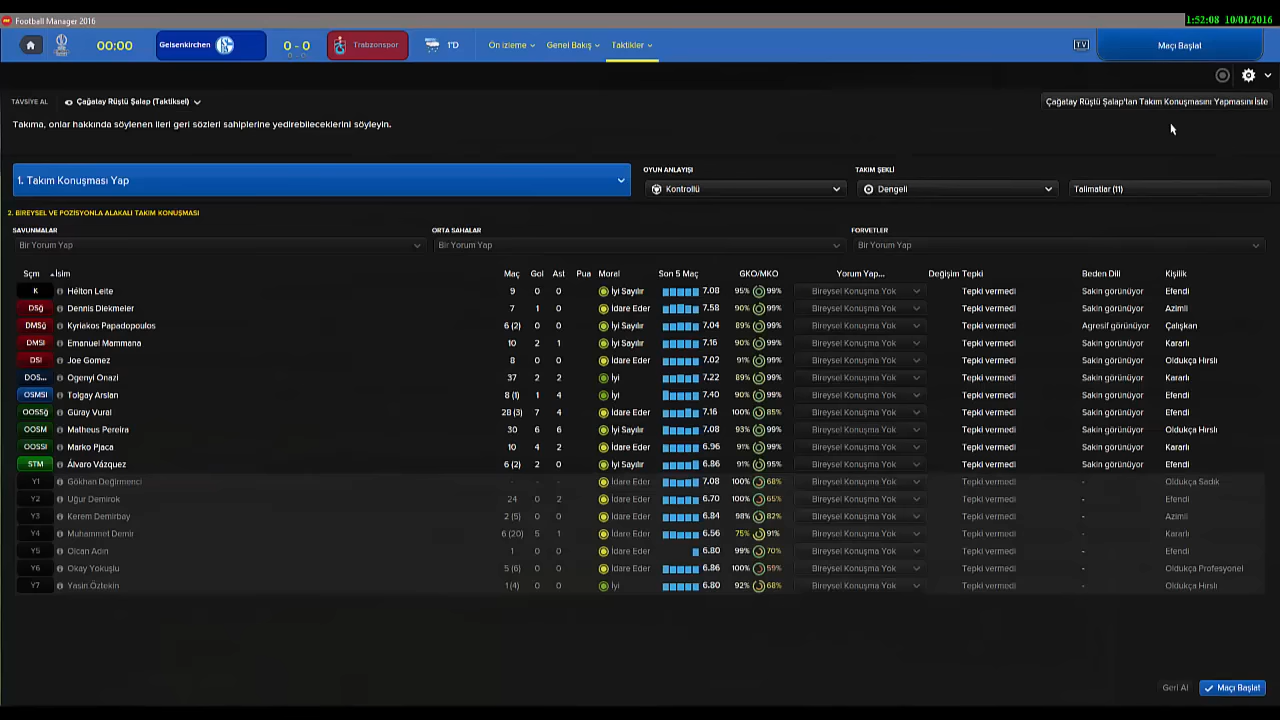 Football Manager 2016
1:52:08 10/01/2016
00:00 Gelsenkirchen 0 - 0 Trabzonspor 1°D Ön izleme Genel Bakış Taktikler TV Maçı Başlat
0 - 0
TAVSİYE AL Çağatay Rüştü Şalap (Taktiksel) Çağatay Rüştü Şalap'tan Takım Konuşmasını Yapmasını İste
Takıma, onlar hakkında söylenen ileri geri sözleri sahiplerine yedirebileceklerini söyleyin.
OYUN ANLAYIŞI TAKIM ŞEKLİ
1. Takım Konuşması Yap Kontrollü Dengeli Talimatlar (11)
2. BİREYSEL VE POZİSYONLA ALAKALI TAKIM KONUŞMASI
SAVUNMALAR ORTA SAHALAR FORVETLER
Bir Yorum Yap Bir Yorum Yap Bir Yorum Yap
Sçm İsim Maç Gol Ast Pua Moral Son 5 Maç GKO/MKO Yorum Yap... Değişim Tepki Beden Dili Kişilik
K Hélton Leite 9 0 0 İyi Sayılır 7.08 95% 99% Bireysel Konuşma Yok Tepki vermedi Sakin görünüyor Efendi
DSğ Dennis Diekmeier 7 1 0 İdare Eder 7.58 90% 99% Bireysel Konuşma Yok Tepki vermedi Sakin görünüyor Azimli
DMSğ Kyriakos Papadopoulos 6 (2) 0 0 İyi Sayılır 7.04 89% 99% Bireysel Konuşma Yok Tepki vermedi Agresif görünüyor Çalışkan
DMSl Emanuel Mammana 10 2 1 İyi Sayılır 7.16 90% 99% Bireysel Konuşma Yok Tepki vermedi Sakin görünüyor Kararlı
DSl Joe Gomez 8 0 0 İdare Eder 7.02 91% 99% Bireysel Konuşma Yok Tepki vermedi Sakin görünüyor Oldukça Hırslı
DOS... Ogenyi Onazi 37 2 2 İyi 7.22 89% 99% Bireysel Konuşma Yok Tepki vermedi Sakin görünüyor Kararlı
OSMSl Tolgay Arslan 8 (1) 1 4 İyi 7.40 90% 99% Bireysel Konuşma Yok Tepki vermedi Sakin görünüyor Efendi
OOSSğ Güray Vural 28 (3) 7 4 İdare Eder 7.16 100% 85% Bireysel Konuşma Yok Tepki vermedi Sakin görünüyor Efendi
OOSM Matheus Pereira 30 6 6 İyi Sayılır 7.08 93% 99% Bireysel Konuşma Yok Tepki vermedi Sakin görünüyor Oldukça Hırslı
OOSSl Marko Pjaca 10 4 2 İdare Eder 6.96 91% 99% Bireysel Konuşma Yok Tepki vermedi Sakin görünüyor Kararlı
STM Álvaro Vázquez 6 (2) 2 0 İyi Sayılır 6.86 91% 95% Bireysel Konuşma Yok Tepki vermedi Sakin görünüyor Efendi
Y1 Gökhan Değirmenci - - - İdare Eder 7.08 100% 68% Bireysel Konuşma Yok Tepki vermedi - Oldukça Sadık
Y2 Uğur Demirok 24 0 2 İdare Eder 6.70 100% 65% Bireysel Konuşma Yok Tepki vermedi - Efendi
Y3 Kerem Demirbay 2 (5) 0 0 İdare Eder 6.84 98% 82% Bireysel Konuşma Yok Tepki vermedi - Azimli
Y4 Muhammet Demir 6 (20) 5 1 İdare Eder 6.56 75% 91% Bireysel Konuşma Yok Tepki vermedi - Kararlı
Y5 Olcan Adın 1 0 0 İdare Eder 6.80 99% 70% Bireysel Konuşma Yok Tepki vermedi - Efendi
Y6 Okay Yokuşlu 5 (6) 0 0 İdare Eder 6.86 100% 59% Bireysel Konuşma Yok Tepki vermedi - Oldukça Profesyonel
Y7 Yasin Öztekin 1 (4) 0 0 İyi 6.80 92% 68% Bireysel Konuşma Yok Tepki vermedi - Oldukça Hırslı
Geri Al Maçı Başlat